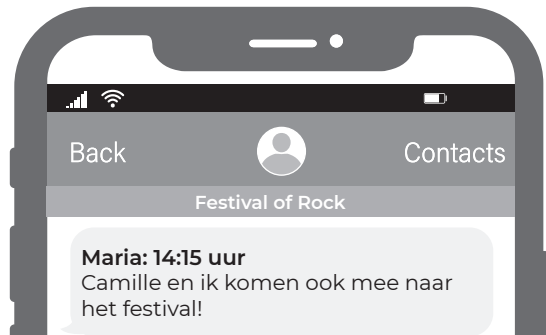 Back Contacts
Festival of Rock
Maria: 14:15 uur
Camille en ik komen ook mee naar
het festival!